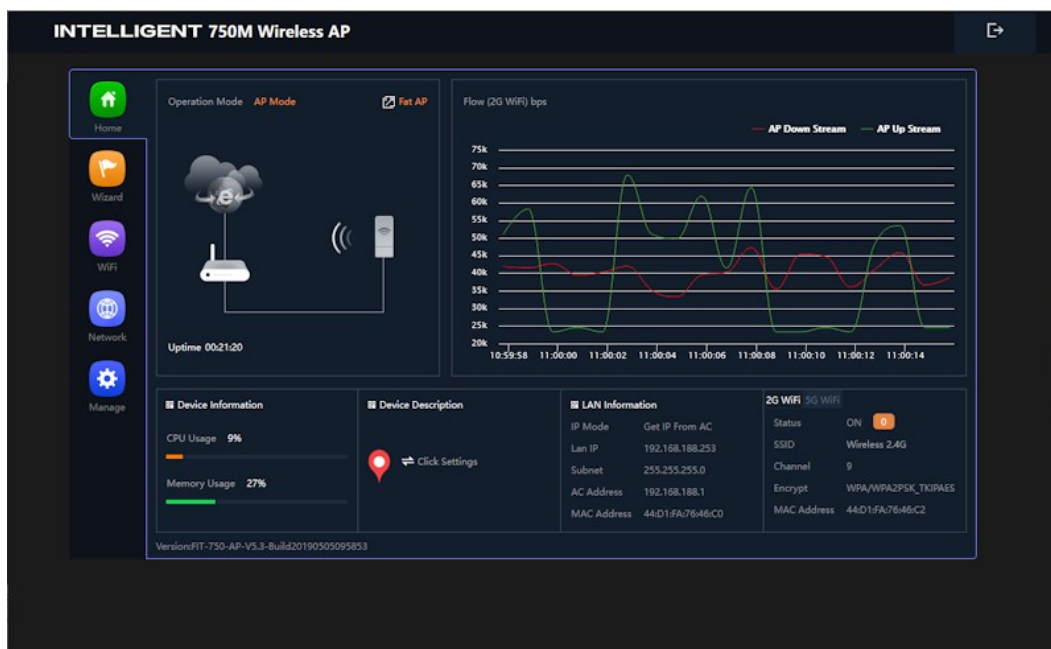 INTELLIGENT 750M Wireless AP
Home
Wizard
WiFi
Network
Manage
Operation Mode AP Mode Fat AP
Uptime 00:21:20
Flow (2G WiFi) bps
AP Down Stream AP Up Stream
75k
70k
65k
60k
55k
50k
45k
40k
35k
30k
25k
20k
10:59:58 11:00:00 11:00:02 11:00:04 11:00:06 11:00:08 11:00:10 11:00:12 11:00:14
Device Information
CPU Usage 9%
Memory Usage 27%
Device Description
Click Settings
LAN Information
IP Mode Get IP From AC
Lan IP 192.168.188.253
Subnet 255.255.255.0
AC Address 192.168.188.1
MAC Address 44:D1:FA:76:46:C0
2G WiFi 5G WiFi
Status ON 0
SSID Wireless 2.4G
Channel 9
Encrypt WPA/WPA2PSK_TKIPAES
MAC Address 44:D1:FA:76:46:C2
Version:FIT-750-AP-V5.3-Build20190505095853